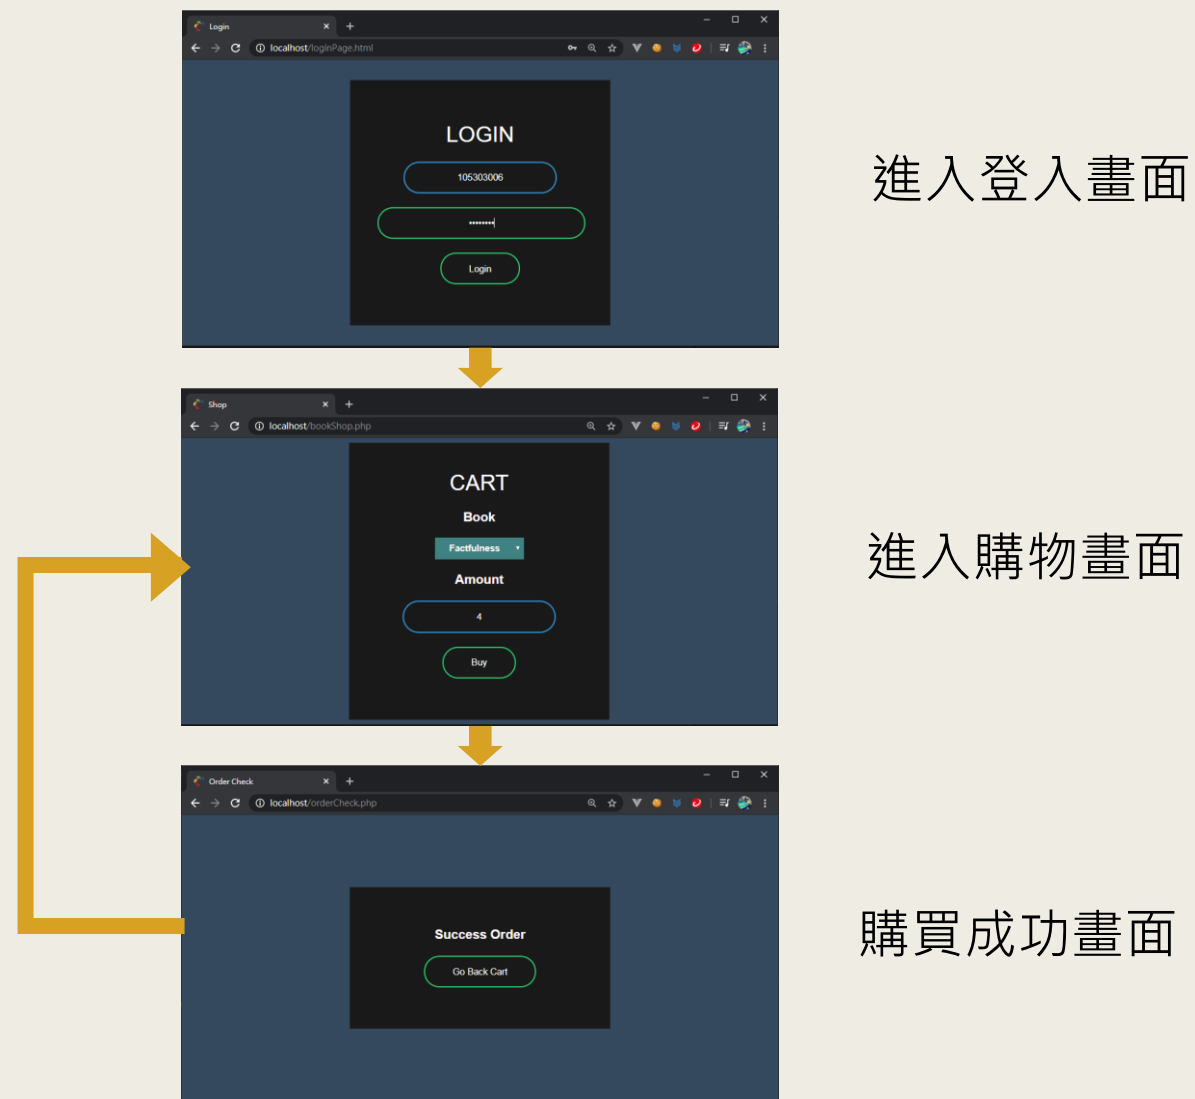 Login
localhost/loginPage.html
LOGIN
105303006
••••••••
Login
進入登入畫面
Shop
localhost/bookShop.php
CART
Book
Factfulness
Amount
4
Buy
進入購物畫面
Order Check
localhost/orderCheck.php
Success Order
Go Back Cart
購買成功畫面